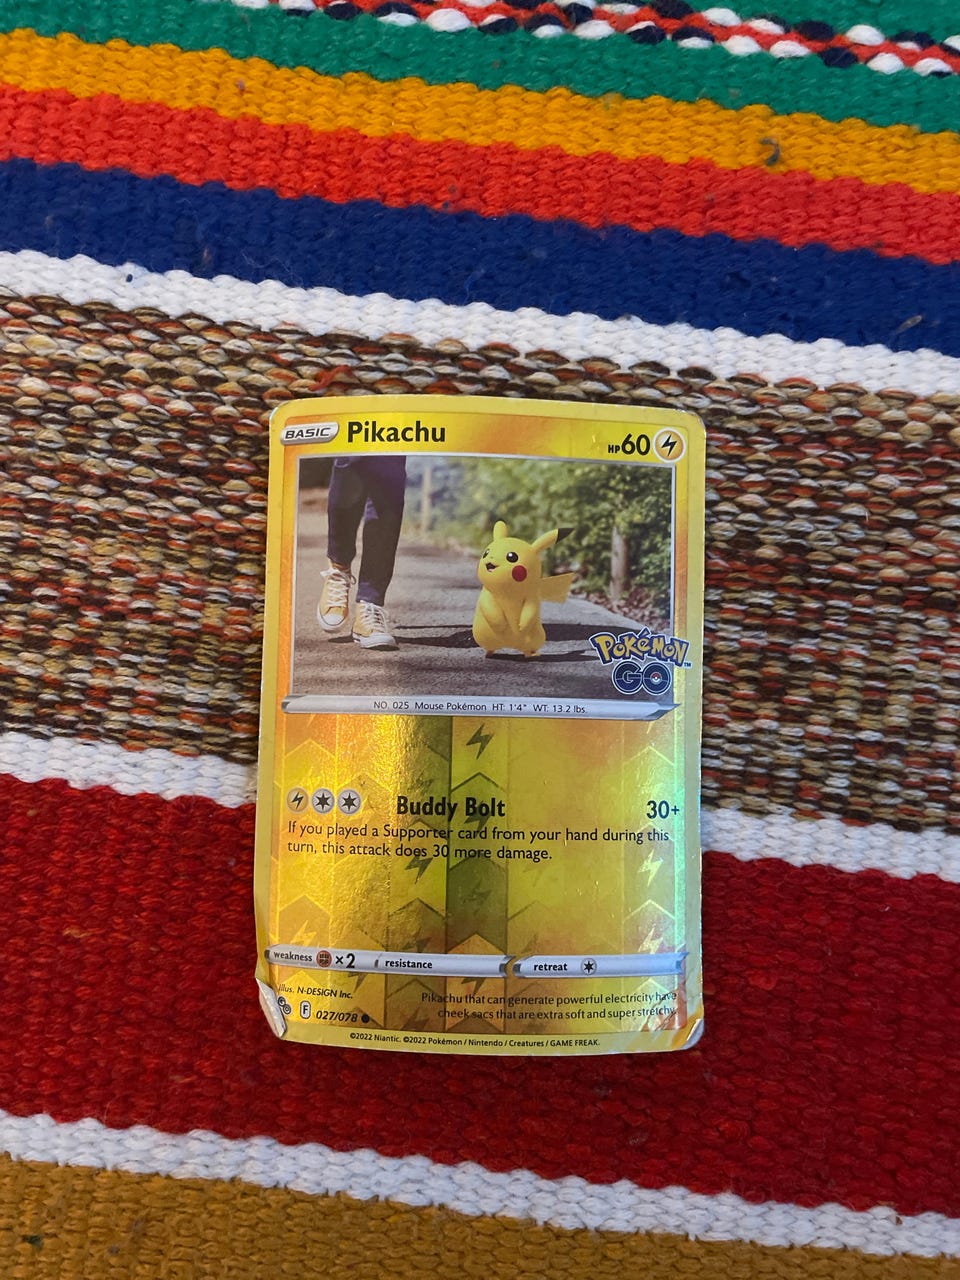 BASIC Pikachu HP60
POKÉMON
GO
NO. 025 Mouse Pokémon HT: 1'4" WT: 13.2 lbs.
Buddy Bolt 30+
If you played a Supporter card from your hand during this
turn, this attack does 30 more damage.
weakness ×2 resistance retreat
Illus. N-DESIGN Inc.
Pikachu that can generate powerful electricity have
cheek sacs that are extra soft and super stretchy.
F 027/078
©2022 Niantic. ©2022 Pokémon / Nintendo / Creatures / GAME FREAK.